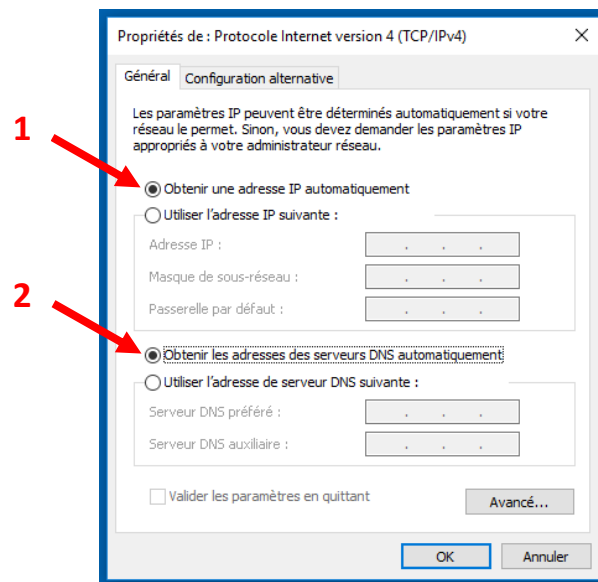 Propriétés de : Protocole Internet version 4 (TCP/IPv4)
Général Configuration alternative
Les paramètres IP peuvent être déterminés automatiquement si votre
réseau le permet. Sinon, vous devez demander les paramètres IP
appropriés à votre administrateur réseau.
1
Obtenir une adresse IP automatiquement
Utiliser l'adresse IP suivante :
Adresse IP :
Masque de sous-réseau :
Passerelle par défaut :
2
Obtenir les adresses des serveurs DNS automatiquement
Utiliser l'adresse de serveur DNS suivante :
Serveur DNS préféré :
Serveur DNS auxiliaire :
Valider les paramètres en quittant
Avancé...
OK Annuler